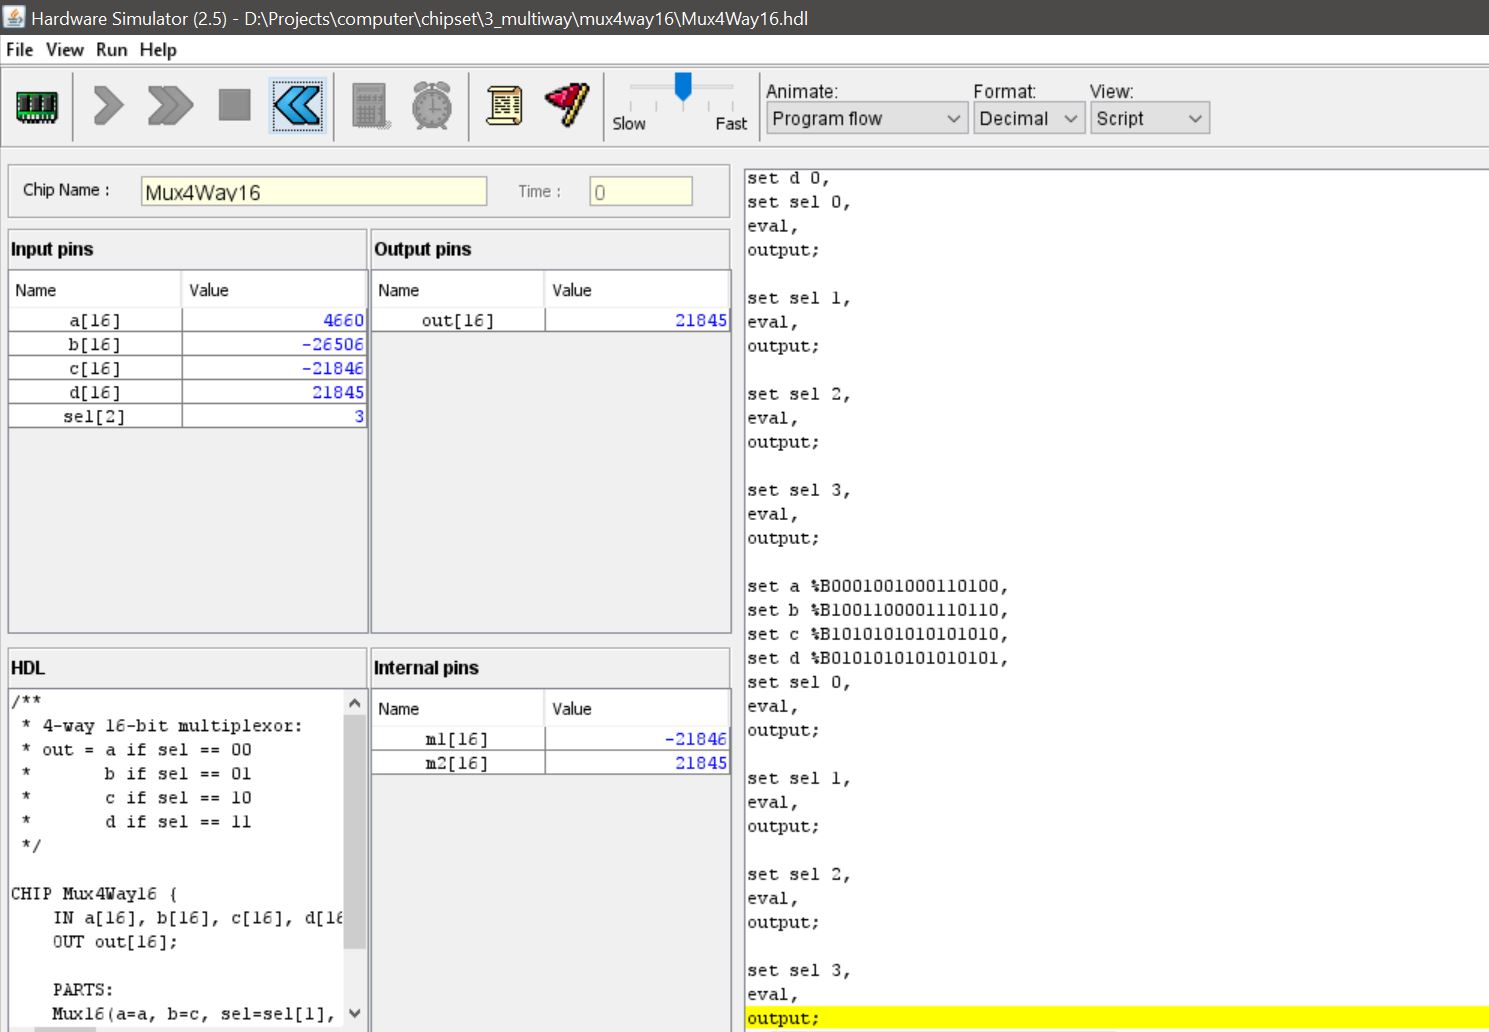 Hardware Simulator (2.5) - D:\Projects\computer\chipset\3_multiway\mux4way16\Mux4Way16.hdl
File View Run Help
Slow Fast
Animate: Format: View:
Program flow Decimal Script
Chip Name : Mux4Way16 Time : 0
Input pins
Name Value
a[16] 4660
b[16] -26506
c[16] -21846
d[16] 21845
sel[2] 3
Output pins
Name Value
out[16] 21845
HDL
/**
* 4-way 16-bit multiplexor:
* out = a if sel == 00
* b if sel == 01
* c if sel == 10
* d if sel == 11
*/
CHIP Mux4Way16 {
IN a[16], b[16], c[16], d[16
OUT out[16];
PARTS:
Mux16(a=a, b=c, sel=sel[1],
Internal pins
Name Value
m1[16] -21846
m2[16] 21845
set d 0,
set sel 0,
eval,
output;
set sel 1,
eval,
output;
set sel 2,
eval,
output;
set sel 3,
eval,
output;
set a %B0001001000110100,
set b %B1001100001110110,
set c %B1010101010101010,
set d %B0101010101010101,
set sel 0,
eval,
output;
set sel 1,
eval,
output;
set sel 2,
eval,
output;
set sel 3,
eval,
output;